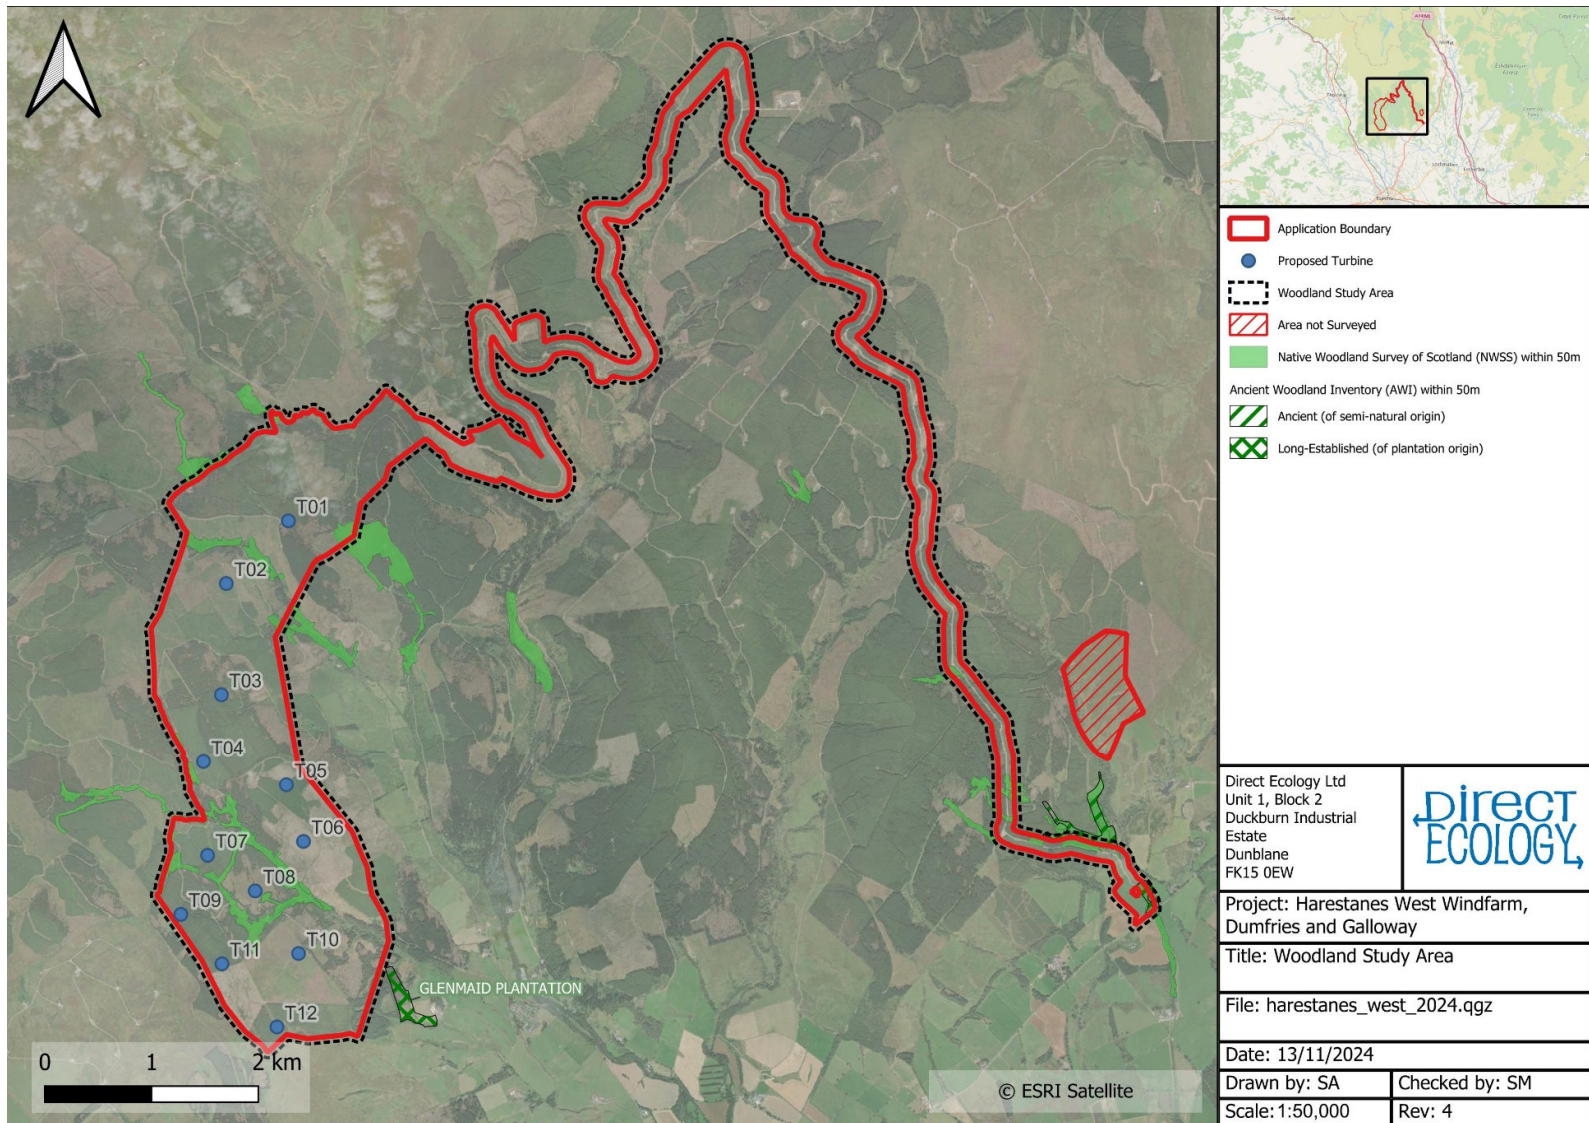 T01
T02
T03
T04
T05
T06
T07
T08
T09
T10
T11
T12
GLENMAID PLANTATION
0 1 2 km
© ESRI Satellite
Application Boundary
Proposed Turbine
Woodland Study Area
Area not Surveyed
Native Woodland Survey of Scotland (NWSS) within 50m
Ancient Woodland Inventory (AWI) within 50m
Ancient (of semi-natural origin)
Long-Established (of plantation origin)
Direct Ecology Ltd
Unit 1, Block 2
Duckburn Industrial
Estate
Dunblane
FK15 0EW
DIRECT
ECOLOGY
Project: Harestanes West Windfarm,
Dumfries and Galloway
Title: Woodland Study Area
File: harestanes_west_2024.qgz
Date: 13/11/2024
Drawn by: SA
Checked by: SM
Scale:1:50,000
Rev: 4